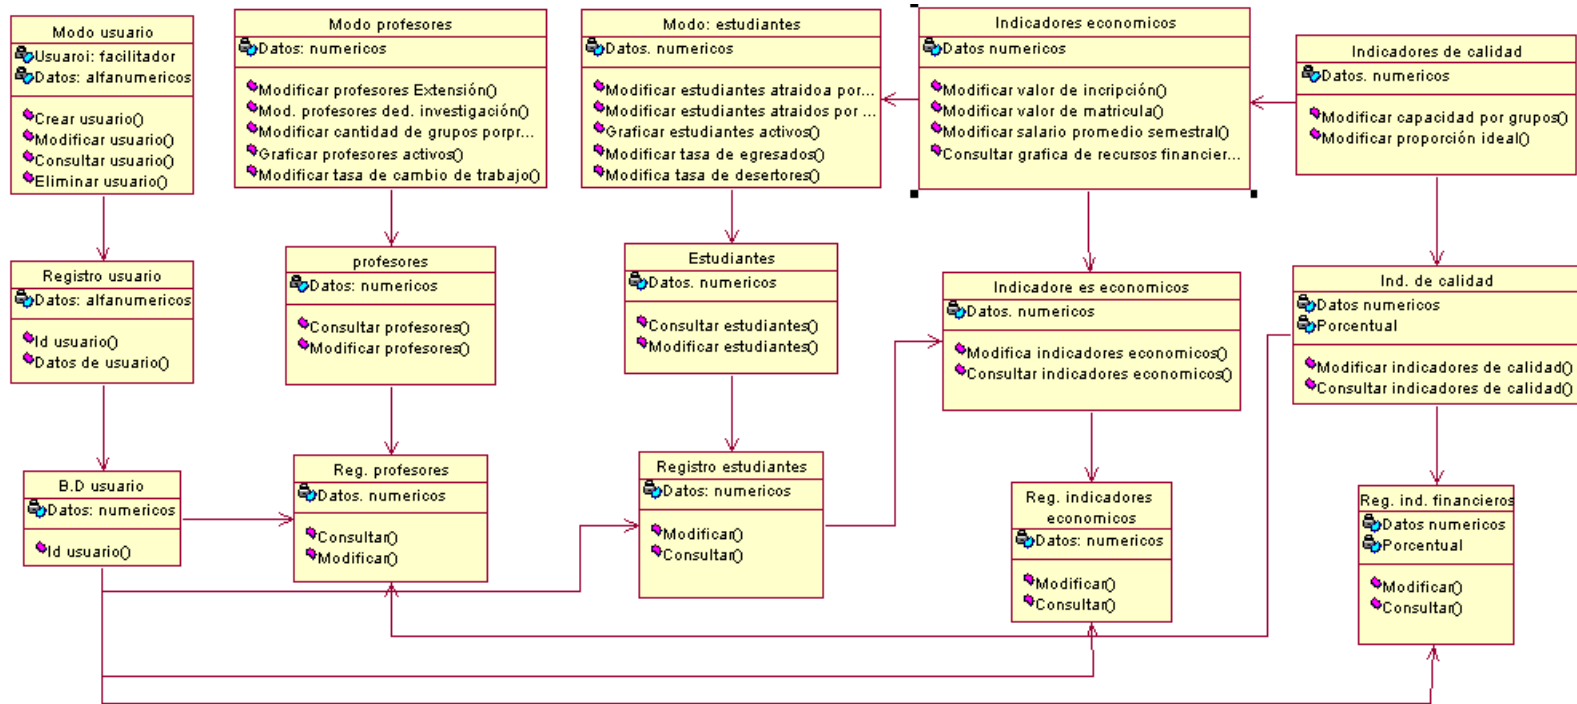 Modo usuario
Usuaroi: facilitador
Datos: alfanumericos
Crear usuario()
Modificar usuario()
Consultar usuario()
Eliminar usuario()
Modo profesores
Datos: numericos
Modificar profesores Extensión()
Mod. profesores ded. investigación()
Modificar cantidad de grupos porpr...
Graficar profesores activos()
Modificar tasa de cambio de trabajo()
Modo: estudiantes
Datos. numericos
Modificar estudiantes atraidoa por...
Modificar estudiantes atraidos por ...
Graficar estudiantes activos()
Modificar tasa de egresados()
Modifica tasa de desertores()
Indicadores economicos
Datos numericos
Modificar valor de incripción()
Modificar valor de matricula()
Modificar salario promedio semestral()
Consultar grafica de recursos financier...
Indicadores de calidad
Datos. numericos
Modificar capacidad por grupos()
Modificar proporción ideal()
Registro usuario
Datos: alfanumericos
Id usuario()
Datos de usuario()
profesores
Datos: numericos
Consultar profesores()
Modificar profesores()
Estudiantes
Datos. numericos
Consultar estudiantes()
Modificar estudiantes()
Indicadore es economicos
Datos. numericos
Modifica indicadores economicos()
Consultar indicadores economicos()
Ind. de calidad
Datos numericos
Porcentual
Modificar indicadores de calidad()
Consultar indicadores de calidad()
B.D usuario
Datos: numericos
Id usuario()
Reg. profesores
Datos. numericos
Consultar()
Modificar()
Registro estudiantes
Datos: numericos
Modificar()
Consultar()
Reg. indicadores
economicos
Datos: numericos
Modificar()
Consultar()
Reg. ind. financieros
Datos numericos
Porcentual
Modificar()
Consultar()